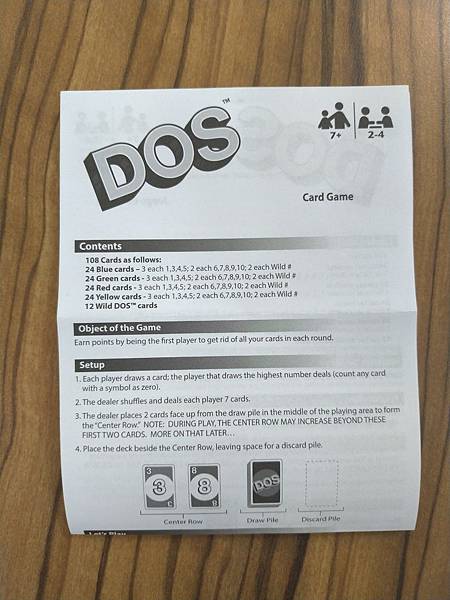 DOS™
7+ 2-4
Card Game
Contents
108 Cards as follows:
24 Blue cards – 3 each 1,3,4,5; 2 each 6,7,8,9,10; 2 each Wild #
24 Green cards - 3 each 1,3,4,5; 2 each 6,7,8,9,10; 2 each Wild #
24 Red cards - 3 each 1,3,4,5; 2 each 6,7,8,9,10; 2 each Wild #
24 Yellow cards - 3 each 1,3,4,5; 2 each 6,7,8,9,10; 2 each Wild #
12 Wild DOS™ cards
Object of the Game
Earn points by being the first player to get rid of all your cards in each round.
Setup
1. Each player draws a card; the player that draws the highest number deals (count any card
with a symbol as zero).
2. The dealer shuffles and deals each player 7 cards.
3. The dealer places 2 cards face up from the draw pile in the middle of the playing area to form
the "Center Row." NOTE: DURING PLAY, THE CENTER ROW MAY INCREASE BEYOND THESE
FIRST TWO CARDS. MORE ON THAT LATER…
4. Place the deck beside the Center Row, leaving space for a discard pile.
3 8
3 8 DOS
3 8
Center Row Draw Pile Discard Pile
Let's Play